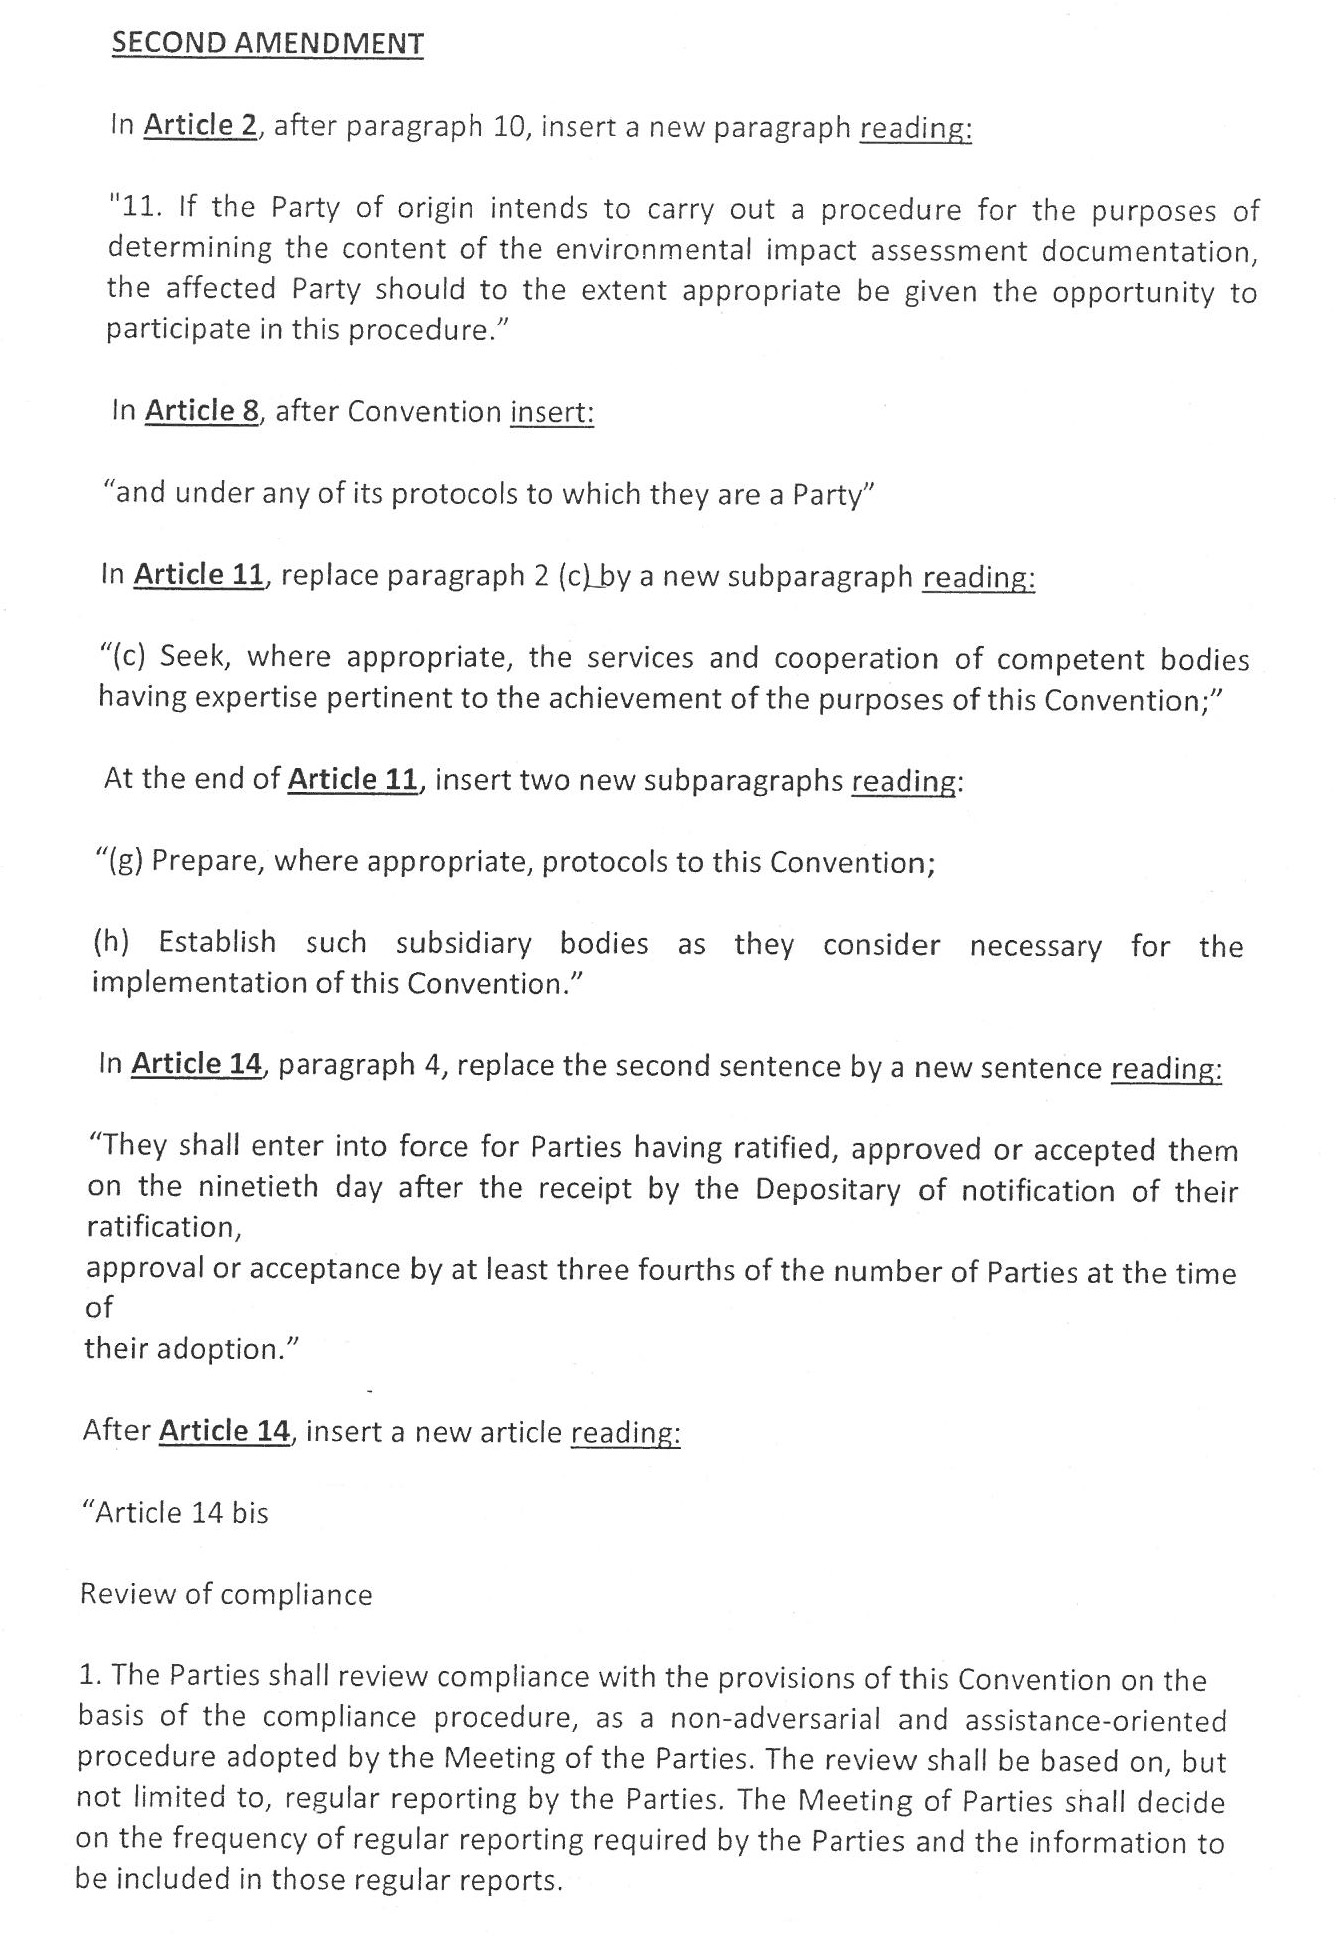 SECOND AMENDMENT
In Article 2, after paragraph 10, insert a new paragraph reading:
"11. If the Party of origin intends to carry out a procedure for the purposes of
determining the content of the environmental impact assessment documentation,
the affected Party should to the extent appropriate be given the opportunity to
participate in this procedure.”
In Article 8, after Convention insert:
“and under any of its protocols to which they are a Party”
In Article 11, replace paragraph 2 (c) by a new subparagraph reading:
“(c) Seek, where appropriate, the services and cooperation of competent bodies
having expertise pertinent to the achievement of the purposes of this Convention;”
At the end of Article 11, insert two new subparagraphs reading:
“(g) Prepare, where appropriate, protocols to this Convention;
(h) Establish such subsidiary bodies as they consider necessary for the
implementation of this Convention.”
In Article 14, paragraph 4, replace the second sentence by a new sentence reading:
“They shall enter into force for Parties having ratified, approved or accepted them
on the ninetieth day after the receipt by the Depositary of notification of their
ratification,
approval or acceptance by at least three fourths of the number of Parties at the time
of
their adoption.”
After Article 14, insert a new article reading:
“Article 14 bis
Review of compliance
1. The Parties shall review compliance with the provisions of this Convention on the
basis of the compliance procedure, as a non-adversarial and assistance-oriented
procedure adopted by the Meeting of the Parties. The review shall be based on, but
not limited to, regular reporting by the Parties. The Meeting of Parties shall decide
on the frequency of regular reporting required by the Parties and the information to
be included in those regular reports.